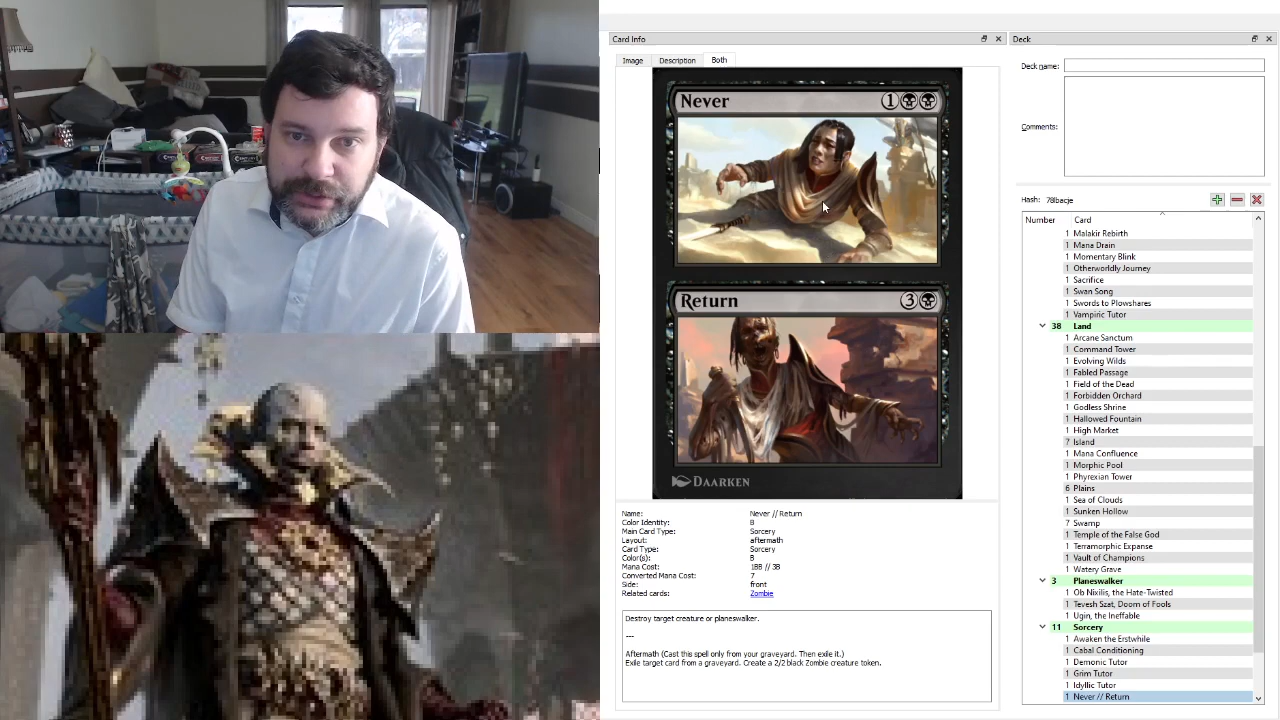 Card Info
Deck
Image
Description
Both
Never
1
Return
3
DAARKEN
Name: Never // Return
Color Identity: B
Main Card Type: Sorcery
Layout: aftermath
Card Type: Sorcery
Color(s): B
Mana Cost: 1BB // 3B
Converted Mana Cost: 7
Side: front
Related cards: Zombie
Destroy target creature or planeswalker.
---
Aftermath (Cast this spell only from your graveyard. Then exile it.)
Exile target card from a graveyard. Create a 2/2 black Zombie creature token.
Deck name:
Comments:
Hash: 78lbacje
Number Card
1 Malakir Rebirth
1 Mana Drain
1 Momentary Blink
1 Otherworldly Journey
1 Sacrifice
1 Swan Song
1 Swords to Plowshares
1 Vampiric Tutor
38 Land
1 Arcane Sanctum
1 Command Tower
1 Evolving Wilds
1 Fabled Passage
1 Field of the Dead
1 Forbidden Orchard
1 Godless Shrine
1 Hallowed Fountain
1 High Market
7 Island
1 Mana Confluence
1 Morphic Pool
1 Phyrexian Tower
6 Plains
1 Sea of Clouds
1 Sunken Hollow
7 Swamp
1 Temple of the False God
1 Terramorphic Expanse
1 Vault of Champions
1 Watery Grave
3 Planeswalker
1 Ob Nixilis, the Hate-Twisted
1 Tevesh Szat, Doom of Fools
1 Ugin, the Ineffable
11 Sorcery
1 Awaken the Erstwhile
1 Cabal Conditioning
1 Demonic Tutor
1 Grim Tutor
1 Idyllic Tutor
1 Never // Return